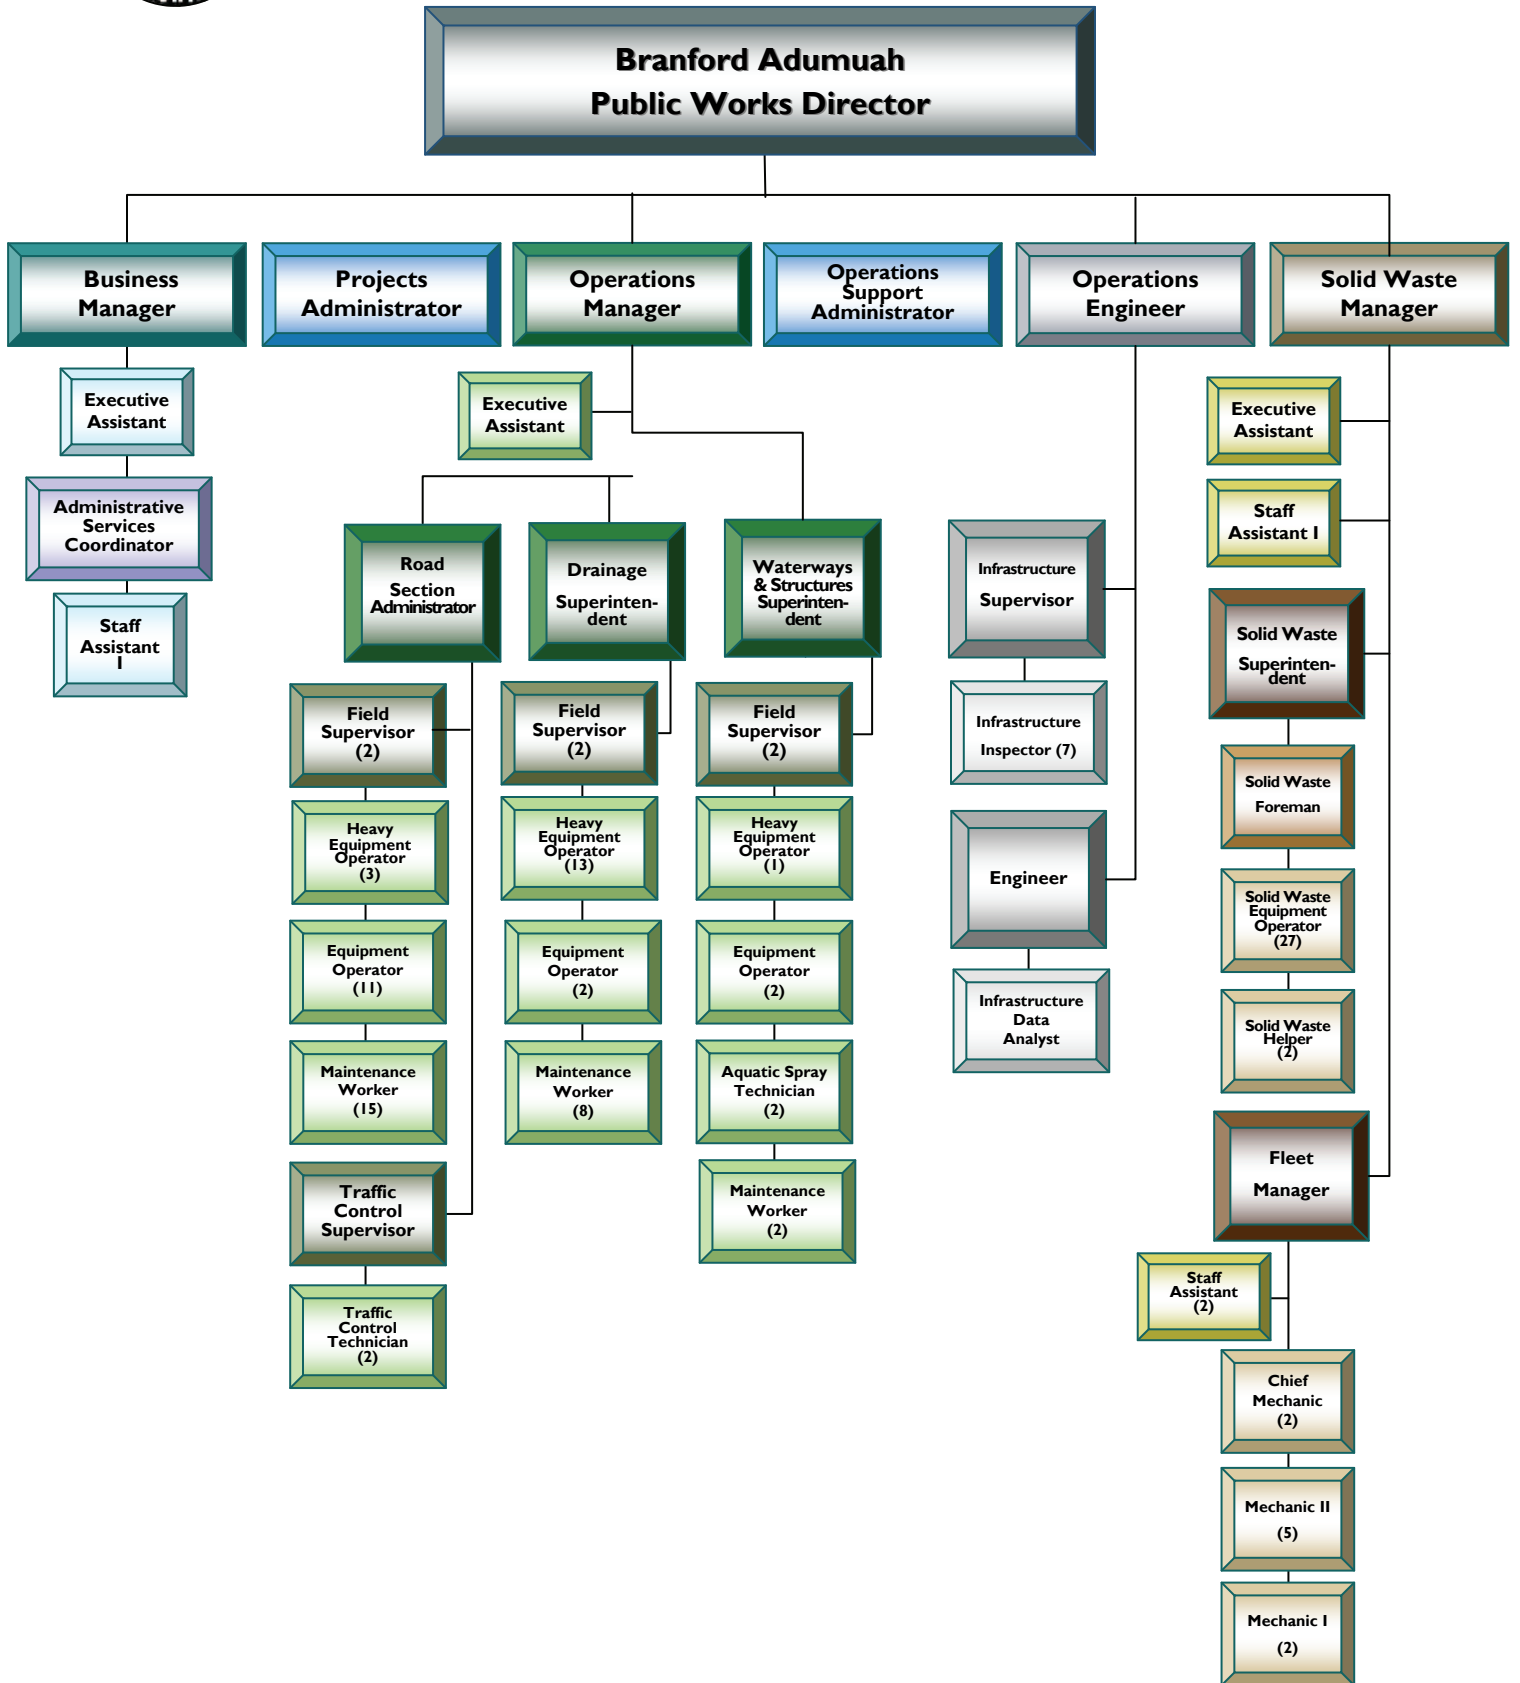 Branford Adumuah
Public Works Director
Business
Manager
Projects
Administrator
Operations
Manager
Operations
Support
Administrator
Operations
Engineer
Solid Waste
Manager
Executive
Assistant
Administrative
Services
Coordinator
Staff
Assistant
I
Executive
Assistant
Road
Section
Administrator
Field
Supervisor
(2)
Heavy
Equipment
Operator
(3)
Equipment
Operator
(11)
Maintenance
Worker
(15)
Traffic
Control
Supervisor
Traffic
Control
Technician
(2)
Drainage
Superinten-
dent
Field
Supervisor
(2)
Heavy
Equipment
Operator
(13)
Equipment
Operator
(2)
Maintenance
Worker
(8)
Waterways
& Structures
Superinten-
dent
Field
Supervisor
(2)
Heavy
Equipment
Operator
(1)
Equipment
Operator
(2)
Aquatic Spray
Technician
(2)
Maintenance
Worker
(2)
Infrastructure
Supervisor
Infrastructure
Inspector (7)
Engineer
Infrastructure
Data
Analyst
Executive
Assistant
Staff
Assistant I
Solid Waste
Superinten-
dent
Solid Waste
Foreman
Solid Waste
Equipment
Operator
(27)
Solid Waste
Helper
(2)
Fleet
Manager
Staff
Assistant
(2)
Chief
Mechanic
(2)
Mechanic II
(5)
Mechanic I
(2)